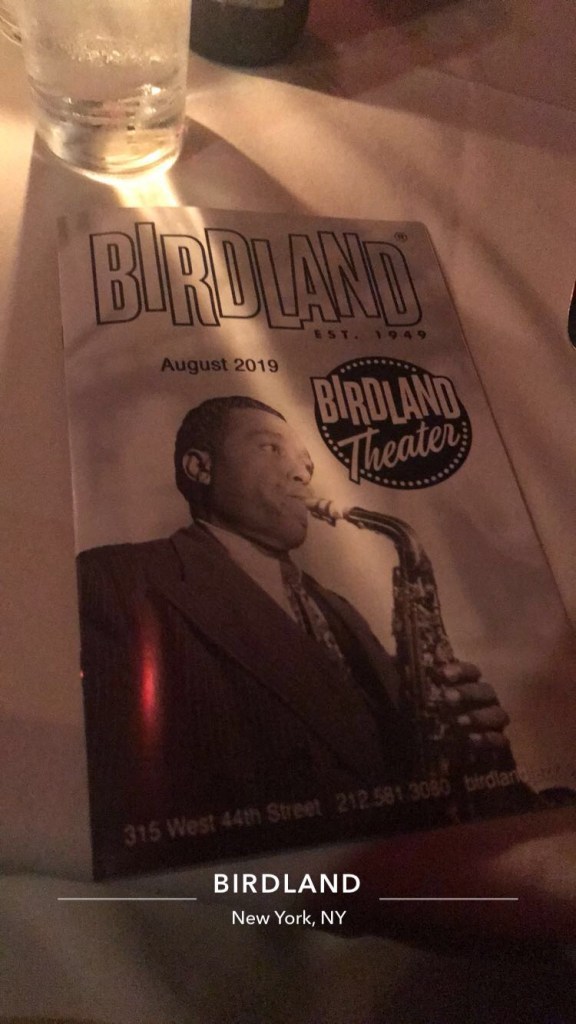 BIRDLAND®
EST. 1949
August 2019
BIRDLAND
Theater
315 West 44th Street 212.581.3080
BIRDLAND
New York, NY